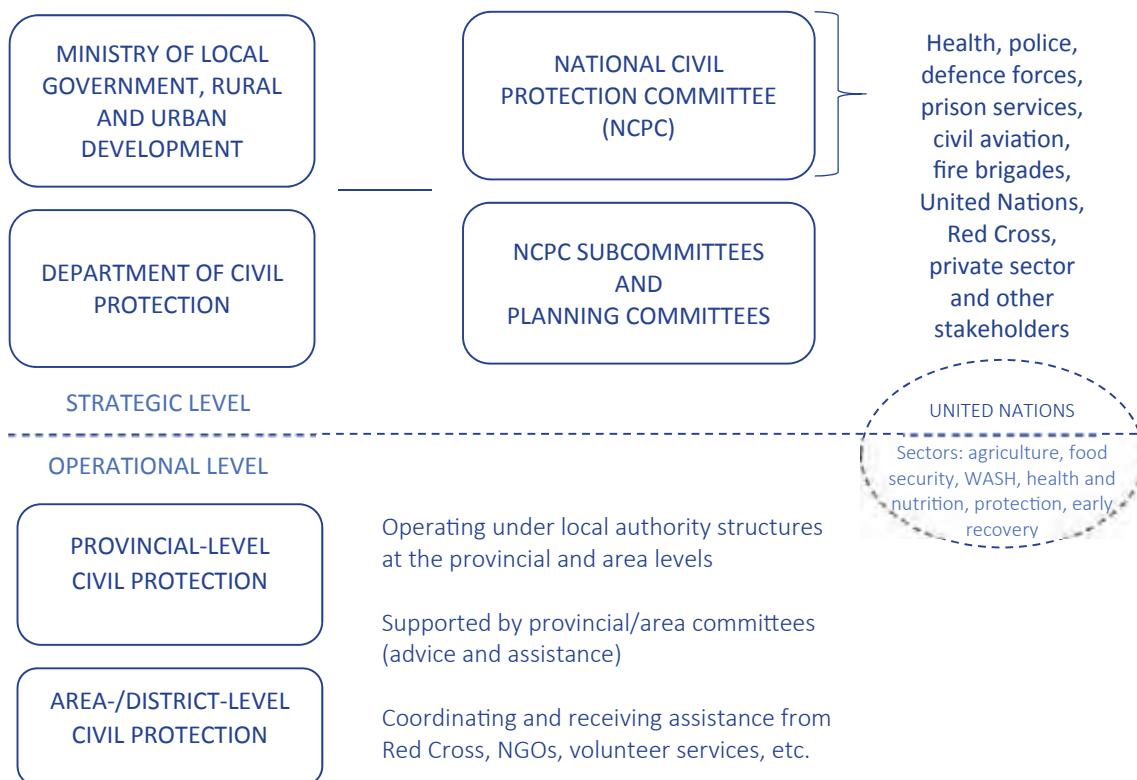 MINISTRY OF LOCAL
GOVERNMENT, RURAL
AND URBAN
DEVELOPMENT
NATIONAL CIVIL
PROTECTION COMMITTEE
(NCPC)
Health, police,
defence forces,
prison services,
civil aviation,
fire brigades,
United Nations,
Red Cross,
private sector
and other
stakeholders
DEPARTMENT OF CIVIL
PROTECTION
NCPC SUBCOMMITTEES
AND
PLANNING COMMITTEES
STRATEGIC LEVEL
UNITED NATIONS
OPERATIONAL LEVEL
Sectors: agriculture, food
security, WASH, health and
nutrition, protection, early
recovery
PROVINCIAL-LEVEL
CIVIL PROTECTION
Operating under local authority structures
at the provincial and area levels
Supported by provincial/area committees
(advice and assistance)
AREA-/DISTRICT-LEVEL
CIVIL PROTECTION
Coordinating and receiving assistance from
Red Cross, NGOs, volunteer services, etc.